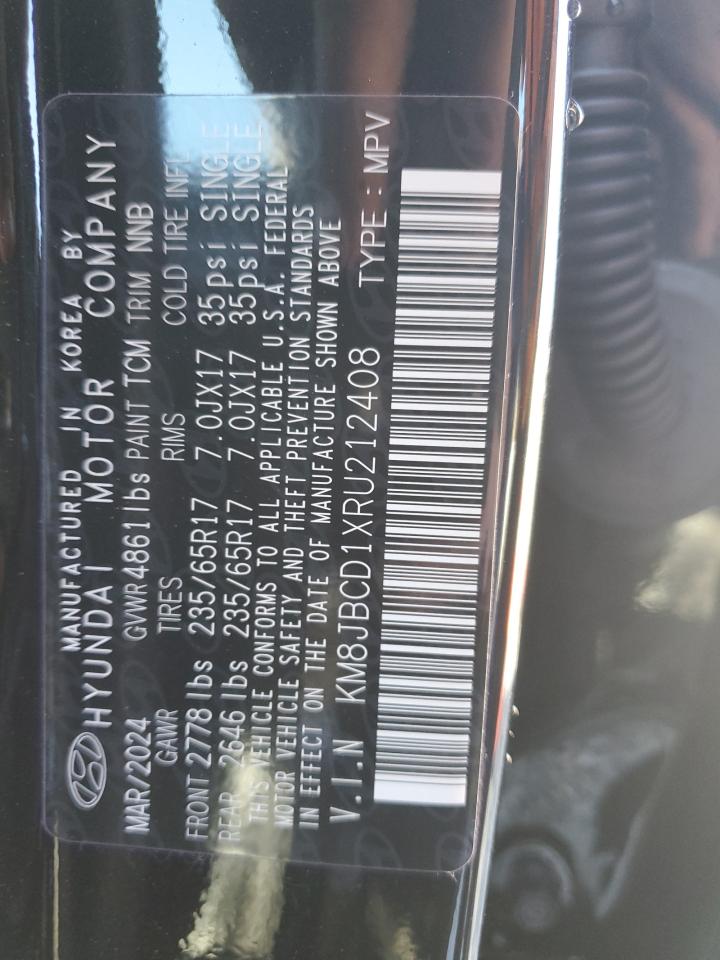 MANUFACTURED IN KOREA BY
HYUNDAI MOTOR COMPANY
MAR/2024 GVWR4861lbs PAINT TCM TRIM NNB
GAWR TIRES RIMS COLD TIRE INFL
FRONT 2778 lbs 235/65R17 7.0JX17 35psi SINGLE
REAR 2646 lbs 235/65R17 7.0JX17 35psi SINGLE
THIS VEHICLE CONFORMS TO ALL APPLICABLE U.S.A. FEDERAL
MOTOR VEHICLE SAFETY AND THEFT PREVENTION STANDARDS
IN EFFECT ON THE DATE OF MANUFACTURE SHOWN ABOVE
V.I.N KM8JBCD1XRU212408 TYPE : MPV